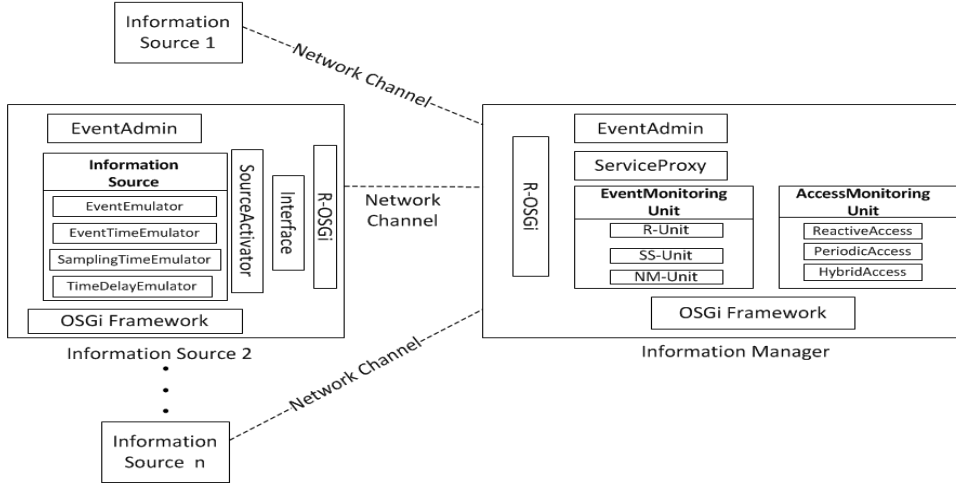 Information
Source 1
Network Channel
EventAdmin
Information
Source
EventEmulator
EventTimeEmulator
SamplingTimeEmulator
TimeDelayEmulator
SourceActivator
Interface
R-OSGi
OSGi Framework
Information Source 2
Network
Channel
R-OSGi
EventAdmin
ServiceProxy
EventMonitoring
Unit
R-Unit
SS-Unit
NM-Unit
AccessMonitoring
Unit
ReactiveAccess
PeriodicAccess
HybridAccess
OSGi Framework
Information Manager
Network Channel
Information
Source n